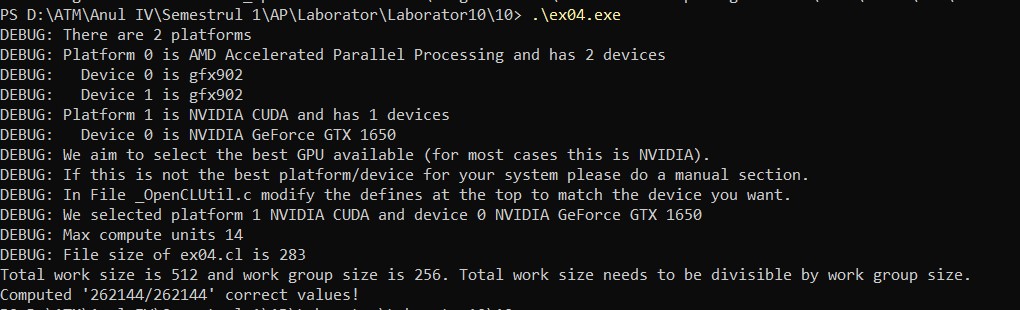 PS D:\ATM\Anul IV\Semestrul 1\AP\Laborator\Laborator10\10> .\ex04.exe
DEBUG: There are 2 platforms
DEBUG: Platform 0 is AMD Accelerated Parallel Processing and has 2 devices
DEBUG:   Device 0 is gfx902
DEBUG:   Device 1 is gfx902
DEBUG: Platform 1 is NVIDIA CUDA and has 1 devices
DEBUG:   Device 0 is NVIDIA GeForce GTX 1650
DEBUG: We aim to select the best GPU available (for most cases this is NVIDIA).
DEBUG: If this is not the best platform/device for your system please do a manual section.
DEBUG: In File _OpenCLUtil.c modify the defines at the top to match the device you want.
DEBUG: We selected platform 1 NVIDIA CUDA and device 0 NVIDIA GeForce GTX 1650
DEBUG: Max compute units 14
DEBUG: File size of ex04.cl is 283
Total work size is 512 and work group size is 256. Total work size needs to be divisible by work group size.
Computed '262144/262144' correct values!